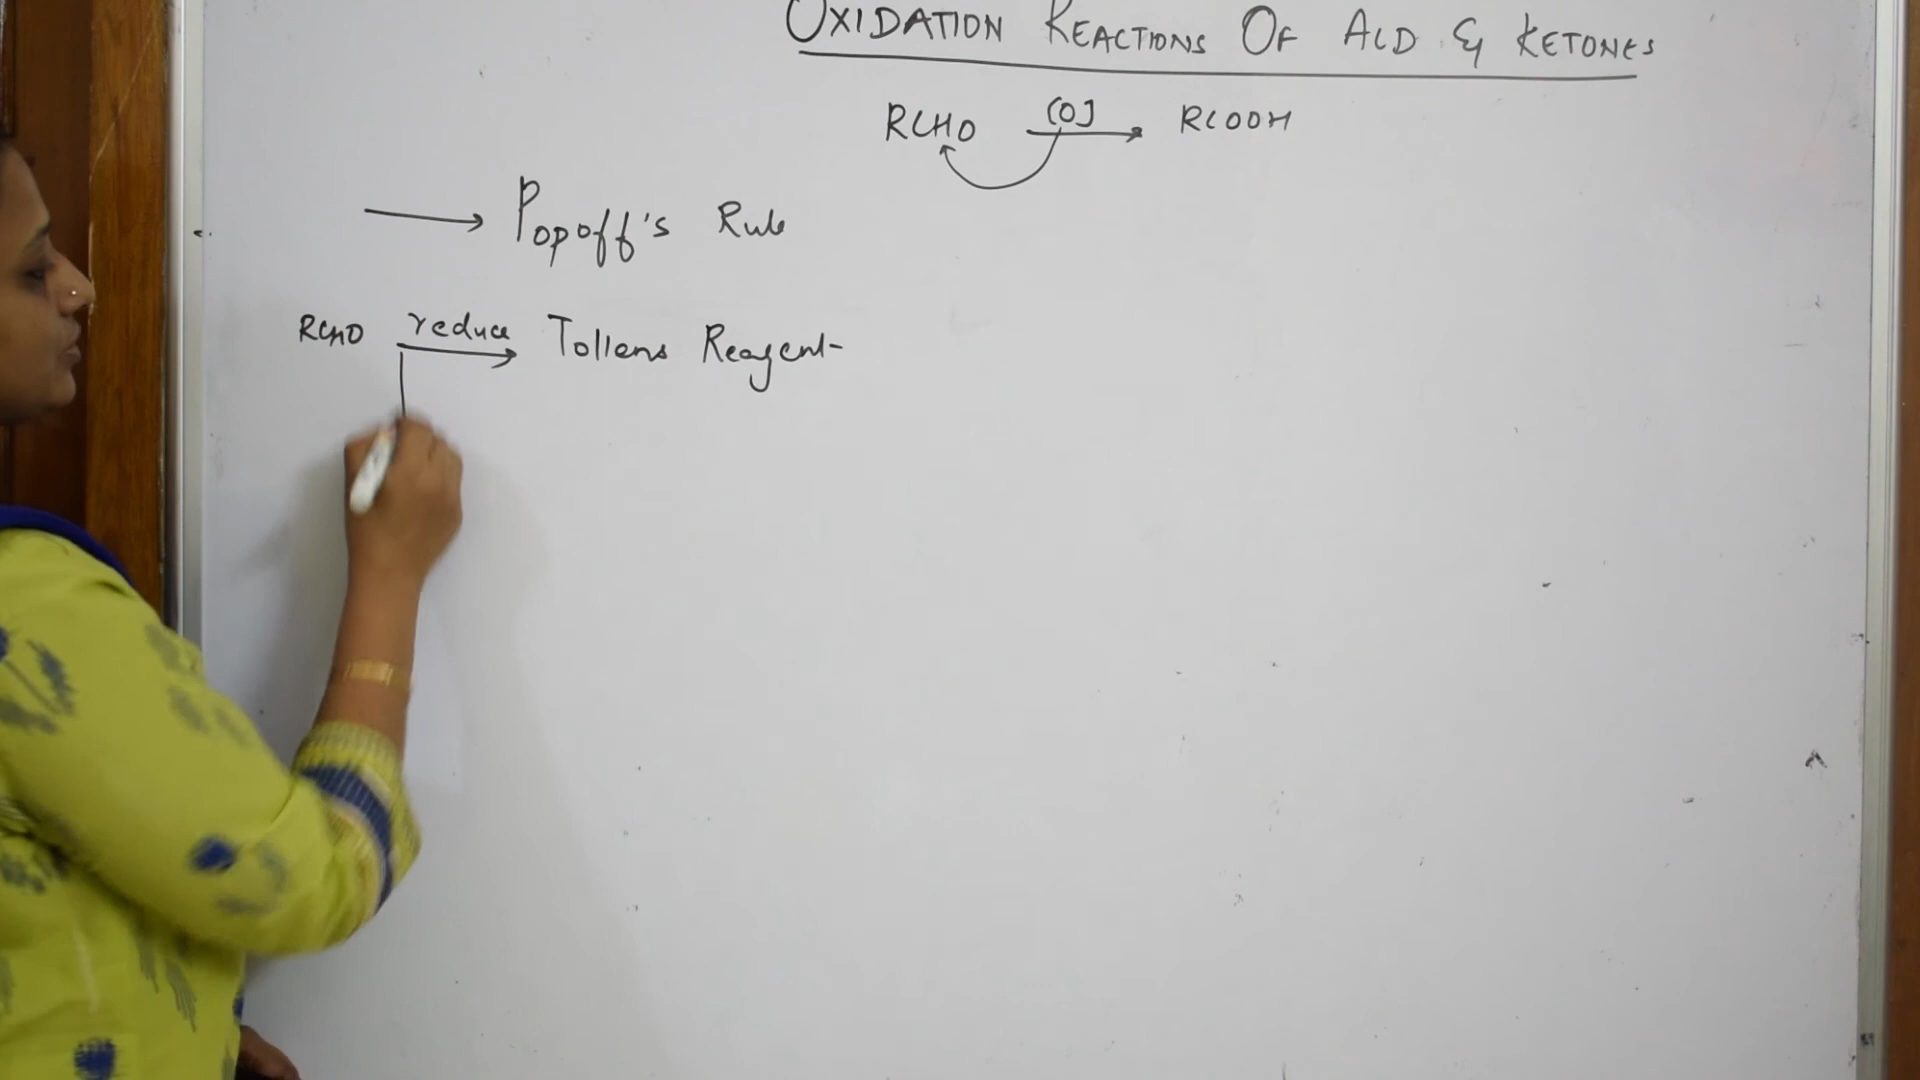 OXIDATION REACTIONS OF ALD & KETONES
RCHO [O] RCOOH
Popoff's Rule
RCHO reduce Tollens Reagent